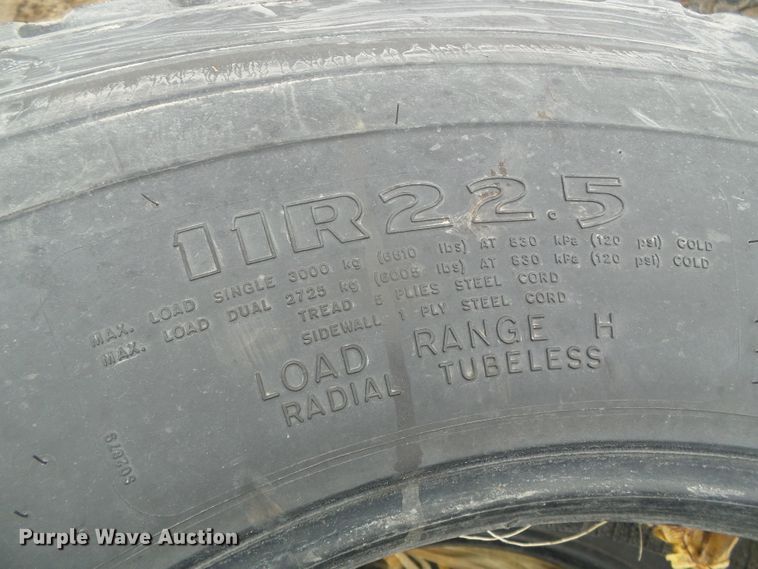 11R22.5
MAX. LOAD SINGLE 3000 kg (6610 lbs) AT 830 kPa (120 psi) COLD
MAX. LOAD DUAL 2725 kg (6005 lbs) AT 830 kPa (120 psi) COLD
TREAD 5 PLIES STEEL CORD
SIDEWALL 1 PLY STEEL CORD
LOAD RANGE H
RADIAL TUBELESS
Purple Wave Auction